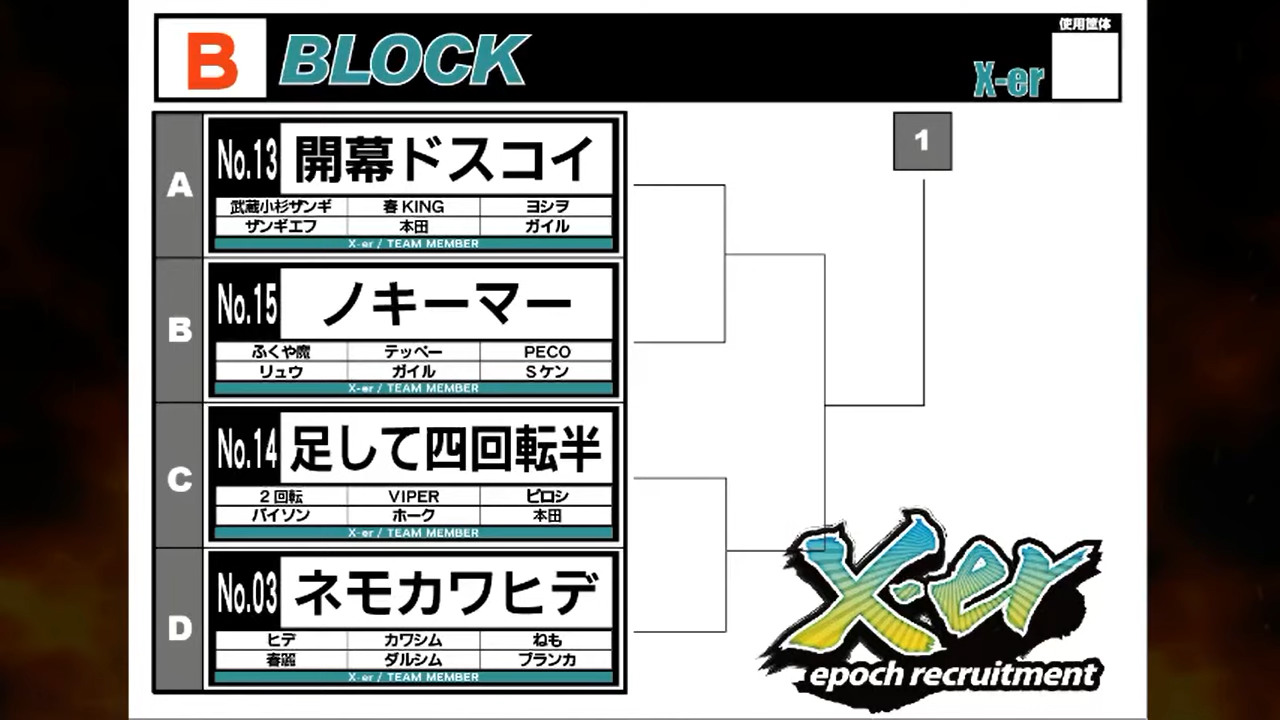 B BLOCK
使用筐体
X-er
1
A
No.13 開幕ドスコイ
武蔵小杉ザンギ 春KING ヨシヲ
ザンギエフ 本田 ガイル
X-er / TEAM MEMBER
B
No.15 ノキーマー
ふくや魔 テッペー PECO
リュウ ガイル Sケン
X-er / TEAM MEMBER
C
No.14 足して四回転半
2回転 VIPER ピロシ
バイソン ホーク 本田
X-er / TEAM MEMBER
D
No.03 ネモカワヒデ
ヒデ カワシム ねも
春麗 ダルシム ブランカ
X-er / TEAM MEMBER
X-er
epoch recruitment